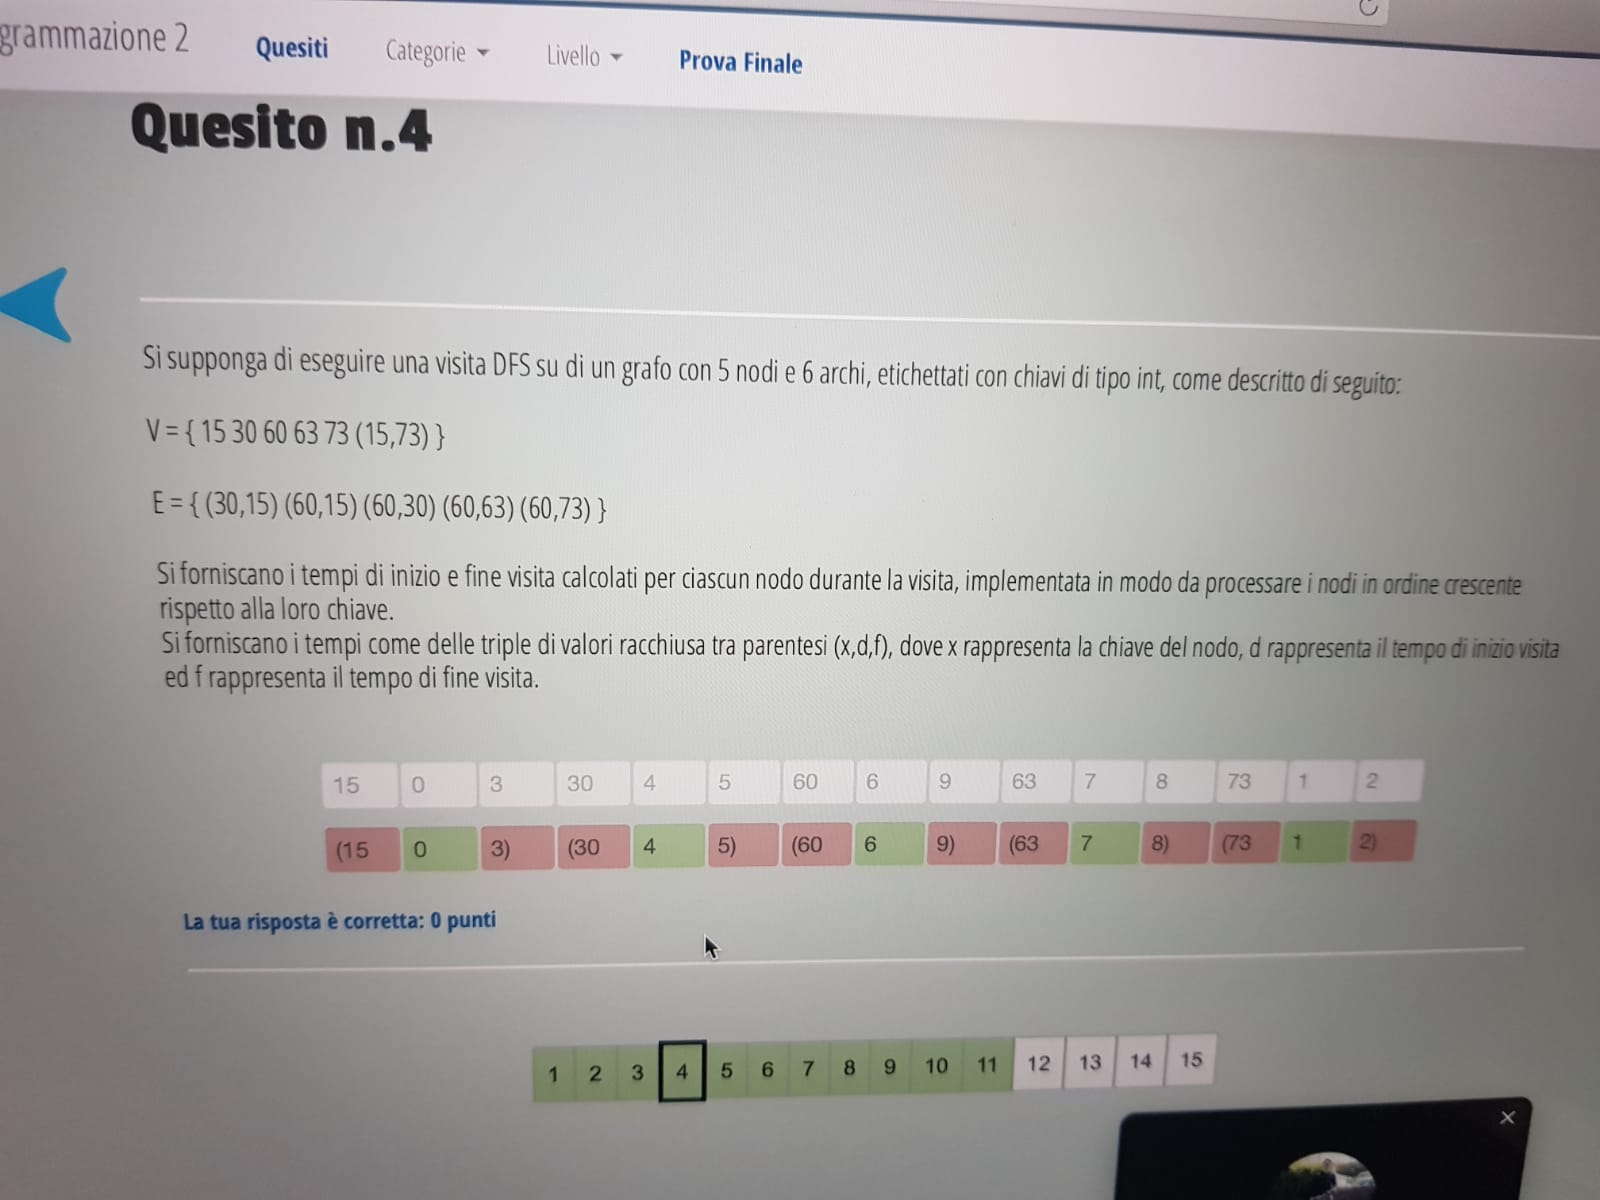 grammazione 2 Quesiti Categorie Livello Prova Finale
Quesito n.4
Si supponga di eseguire una visita DFS su di un grafo con 5 nodi e 6 archi, etichettati con chiavi di tipo int, come descritto di seguito:
V = { 15 30 60 63 73 (15,73) }
E = { (30,15) (60,15) (60,30) (60,63) (60,73) }
Si forniscano i tempi di inizio e fine visita calcolati per ciascun nodo durante la visita, implementata in modo da processare i nodi in ordine crescente
rispetto alla loro chiave.
Si forniscano i tempi come delle triple di valori racchiusa tra parentesi (x,d,f), dove x rappresenta la chiave del nodo, d rappresenta il tempo di inizio visita
ed f rappresenta il tempo di fine visita.
15 0 3 30 4 5 60 6 9 63 7 8 73 1 2
(15 0 3) (30 4 5) (60 6 9) (63 7 8) (73 1 2)
La tua risposta è corretta: 0 punti
1 2 3 4 5 6 7 8 9 10 11 12 13 14 15